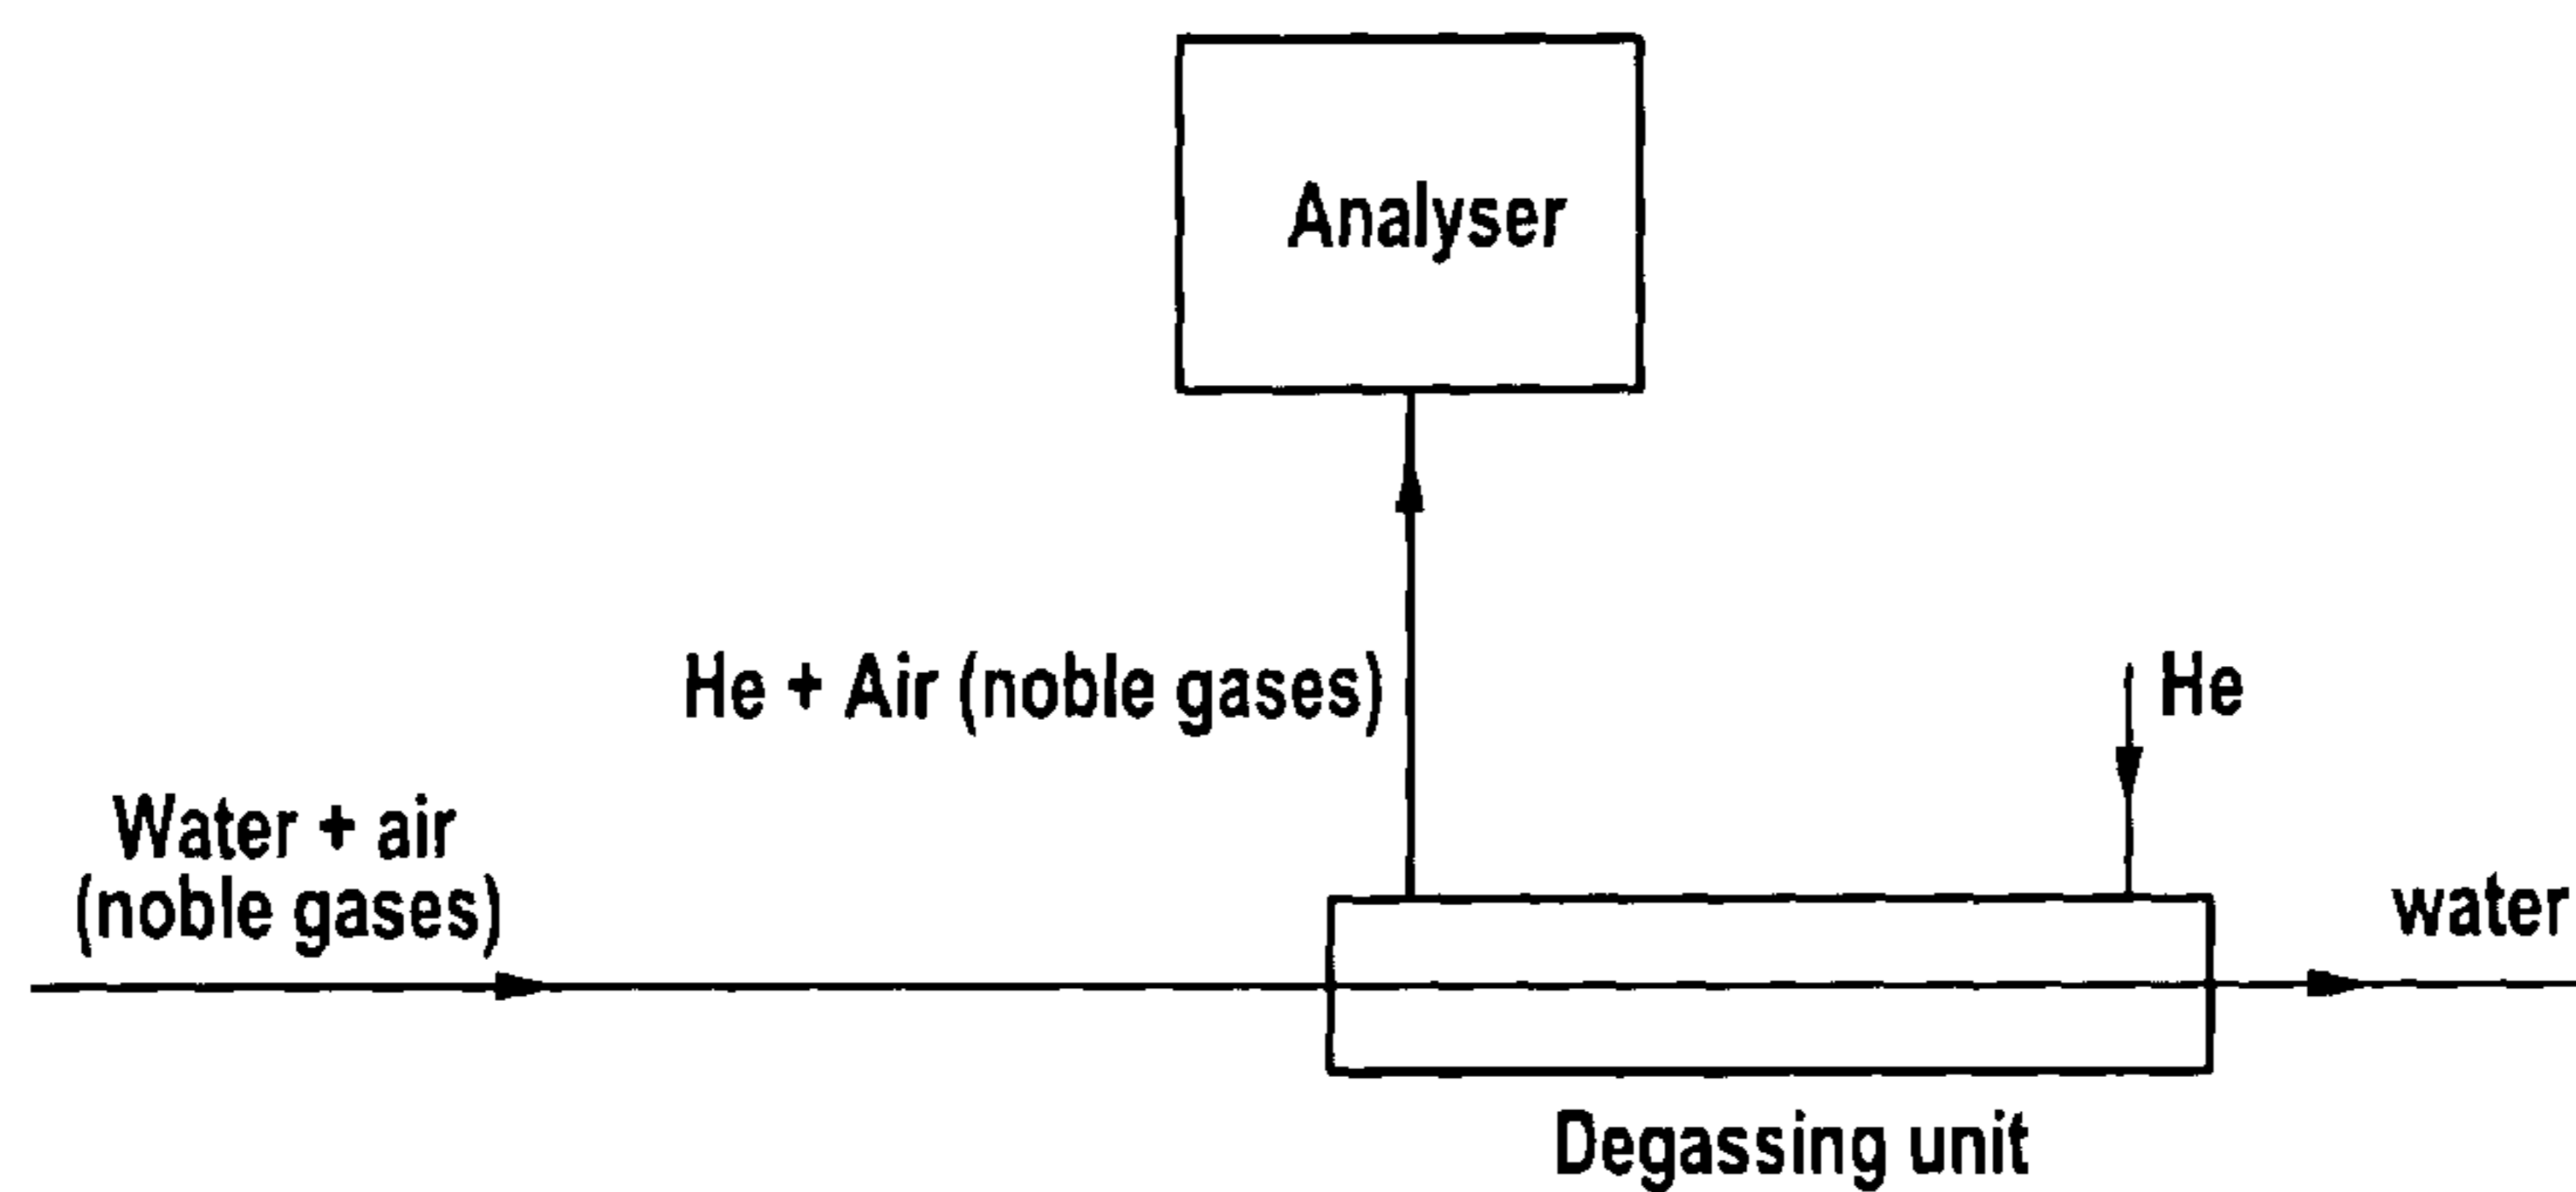 Analyser
He + Air (noble gases)
He
Water + air
(noble gases)
water
Degassing unit